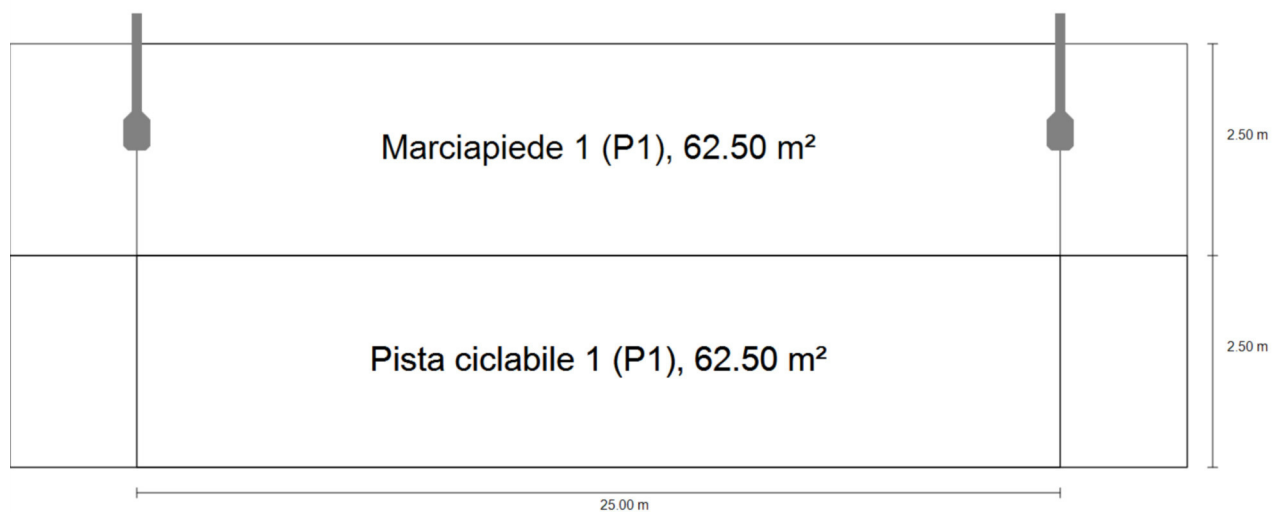 Marciapiede 1 (P1), 62.50 m²
2.50 m
Pista ciclabile 1 (P1), 62.50 m²
2.50 m
25.00 m